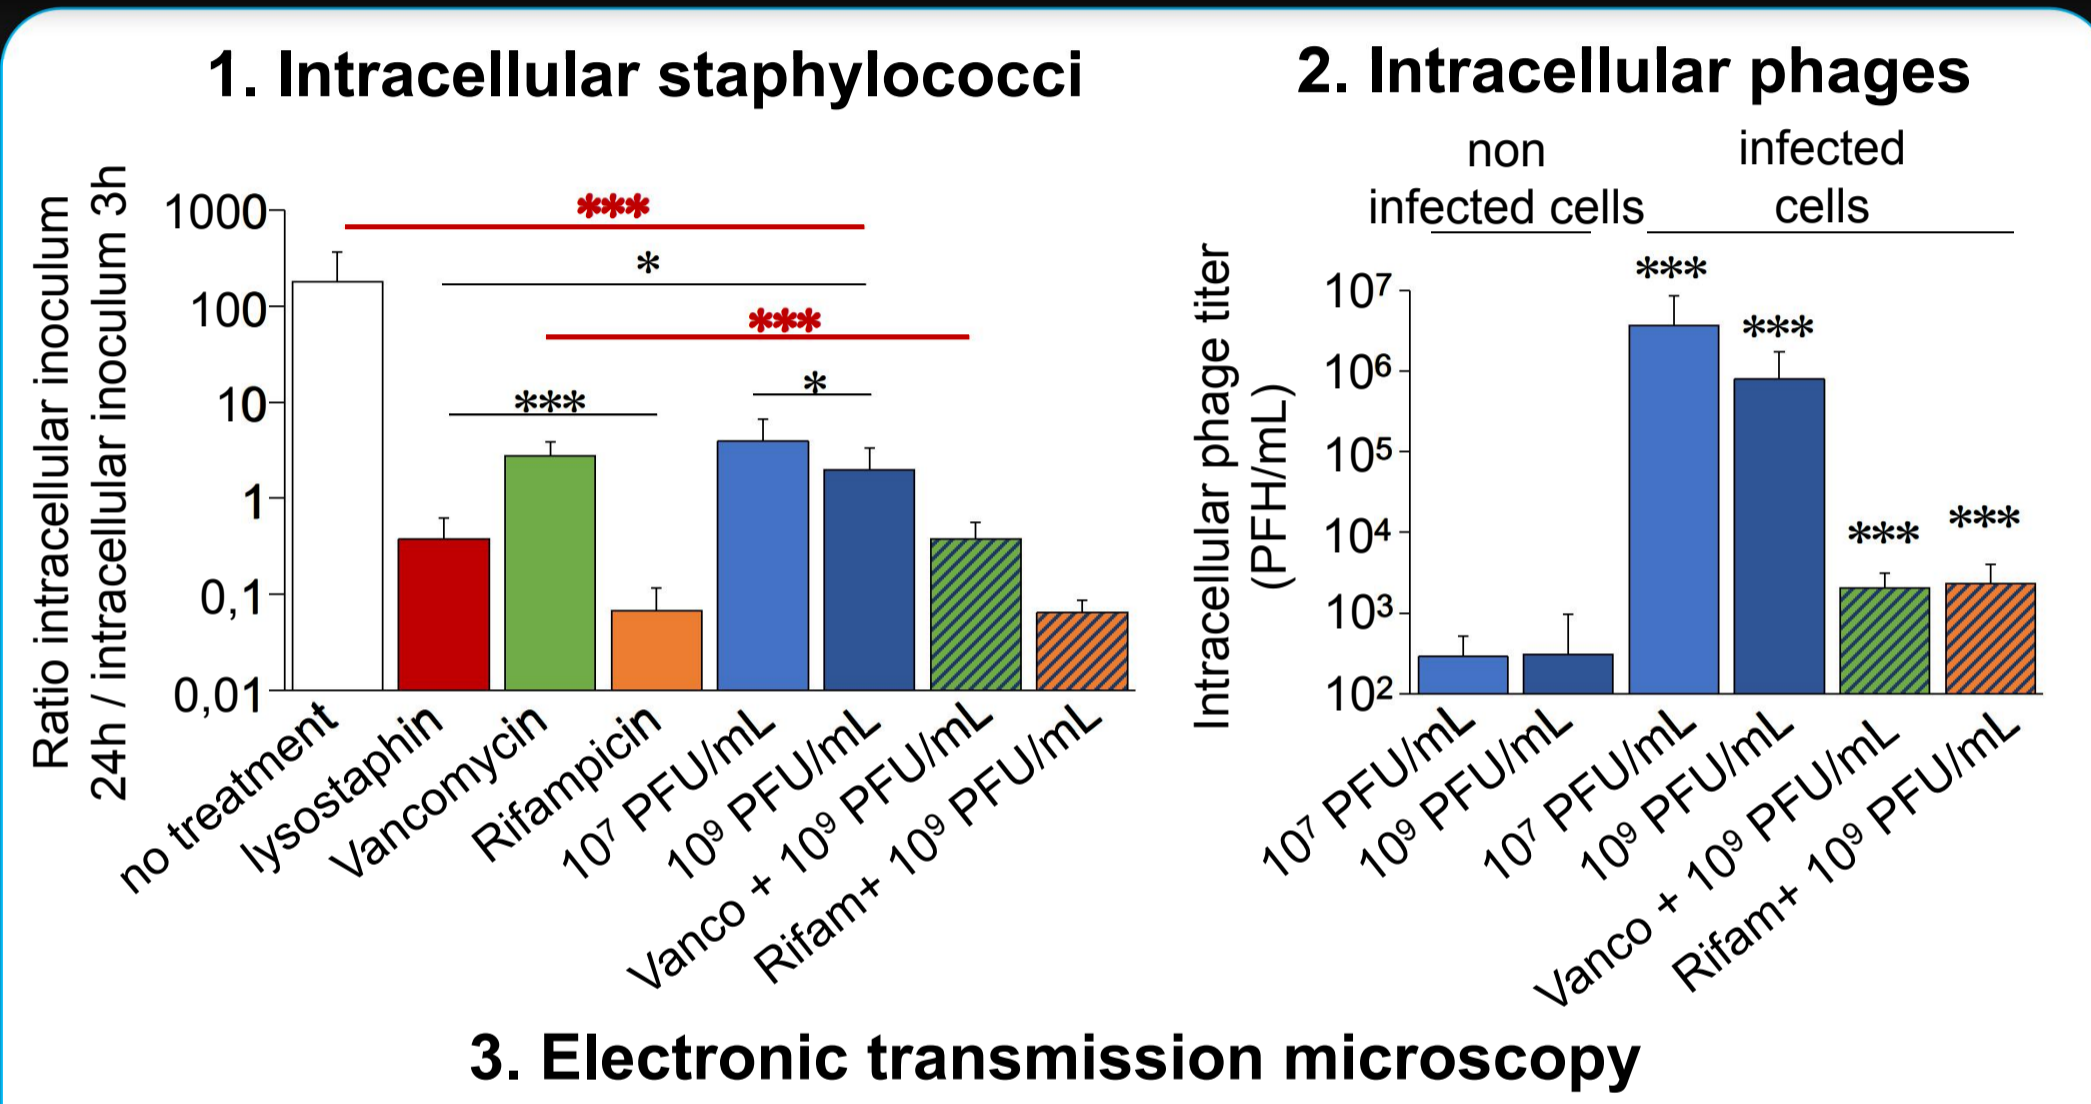 1. Intracellular staphylococci
Ratio intracellular inoculum
24h / intracellular inoculum 3h
1000
100
10
1
0,1
0,01
***
*
***
***
*
no treatment
lysostaphin
Vancomycin
Rifampicin
10⁷ PFU/mL
10⁹ PFU/mL
Vanco + 10⁹ PFU/mL
Rifam+ 10⁹ PFU/mL
2. Intracellular phages
non
infected cells
infected
cells
Intracellular phage titer
(PFH/mL)
10⁷
10⁶
10⁵
10⁴
10³
10²
***
***
***
***
10⁷ PFU/mL
10⁹ PFU/mL
10⁷ PFU/mL
10⁹ PFU/mL
Vanco + 10⁹ PFU/mL
Rifam+ 10⁹ PFU/mL
3. Electronic transmission microscopy